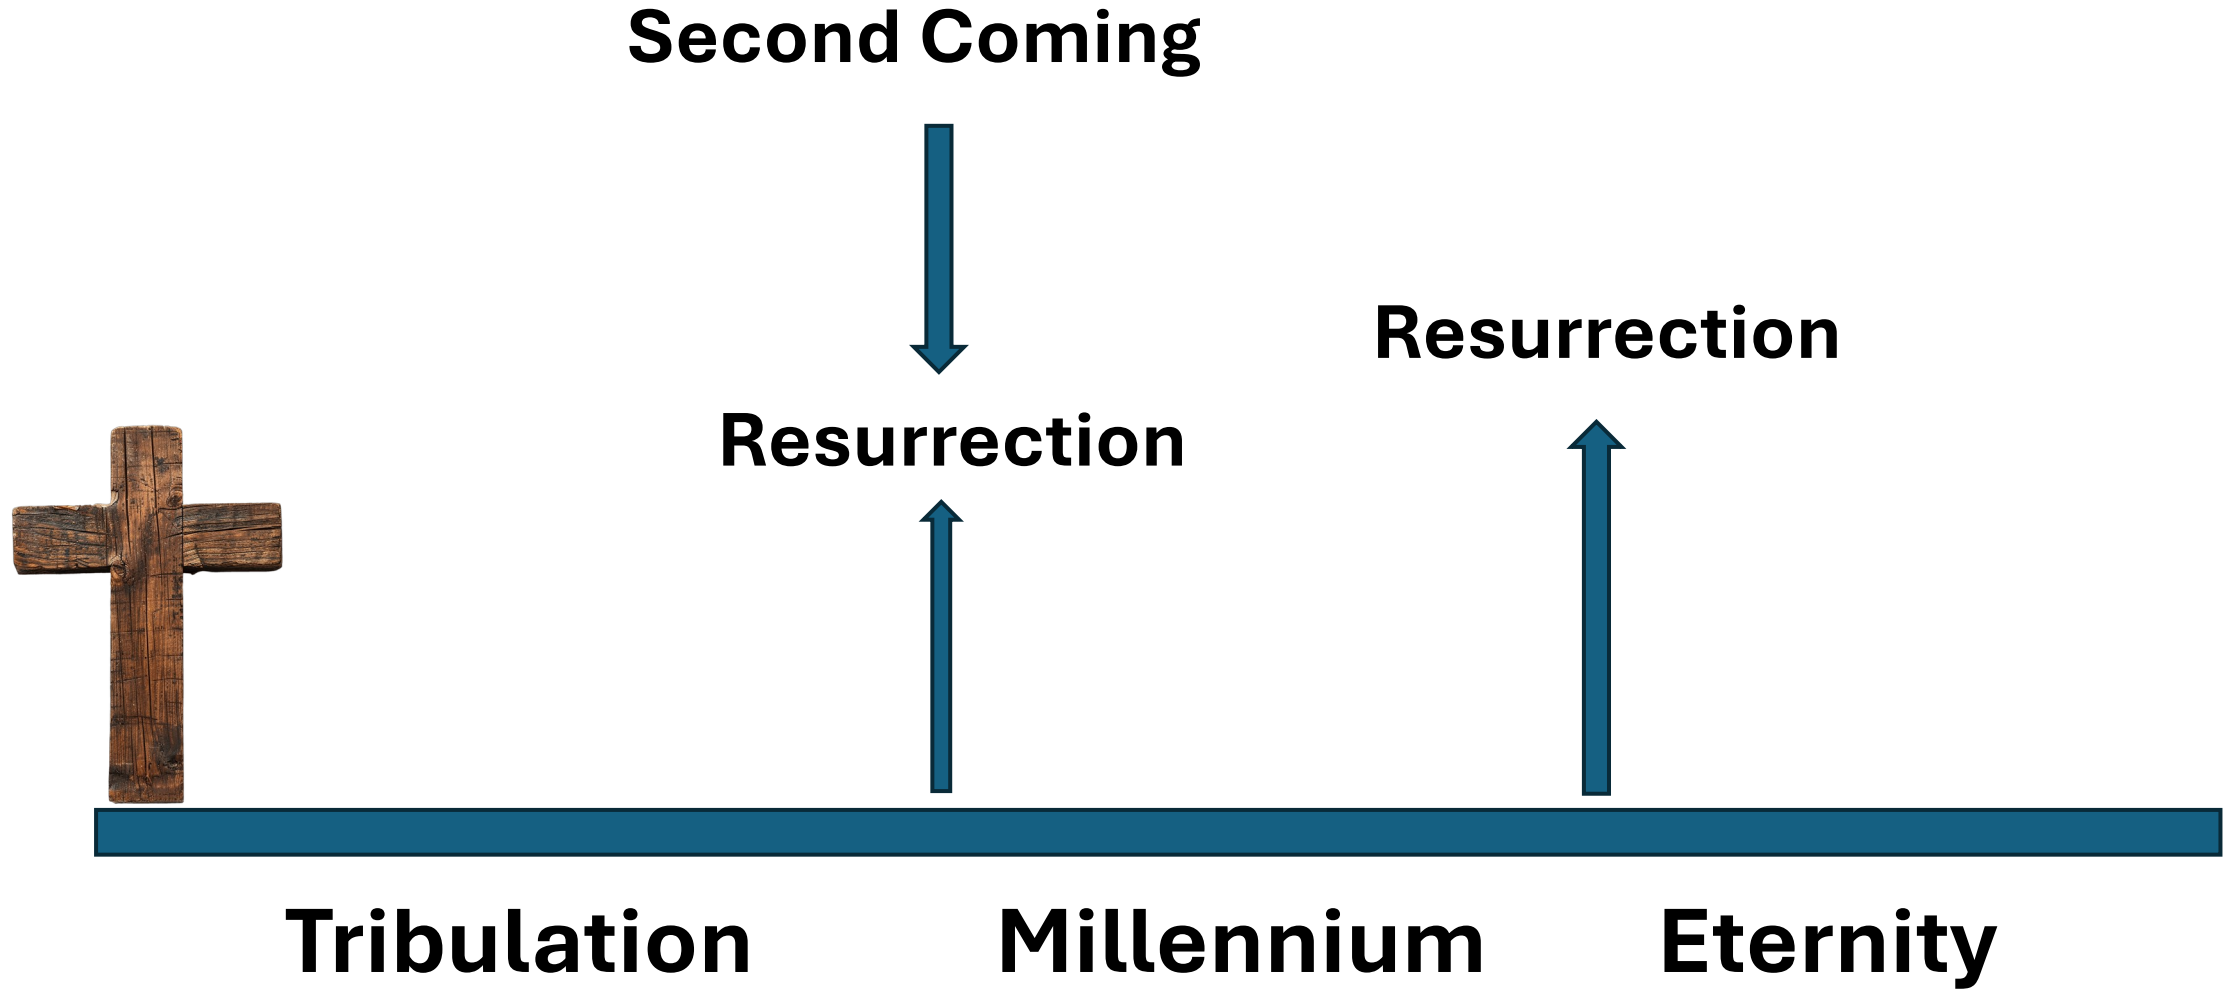 Second Coming
Resurrection
Resurrection
Tribulation
Millennium
Eternity